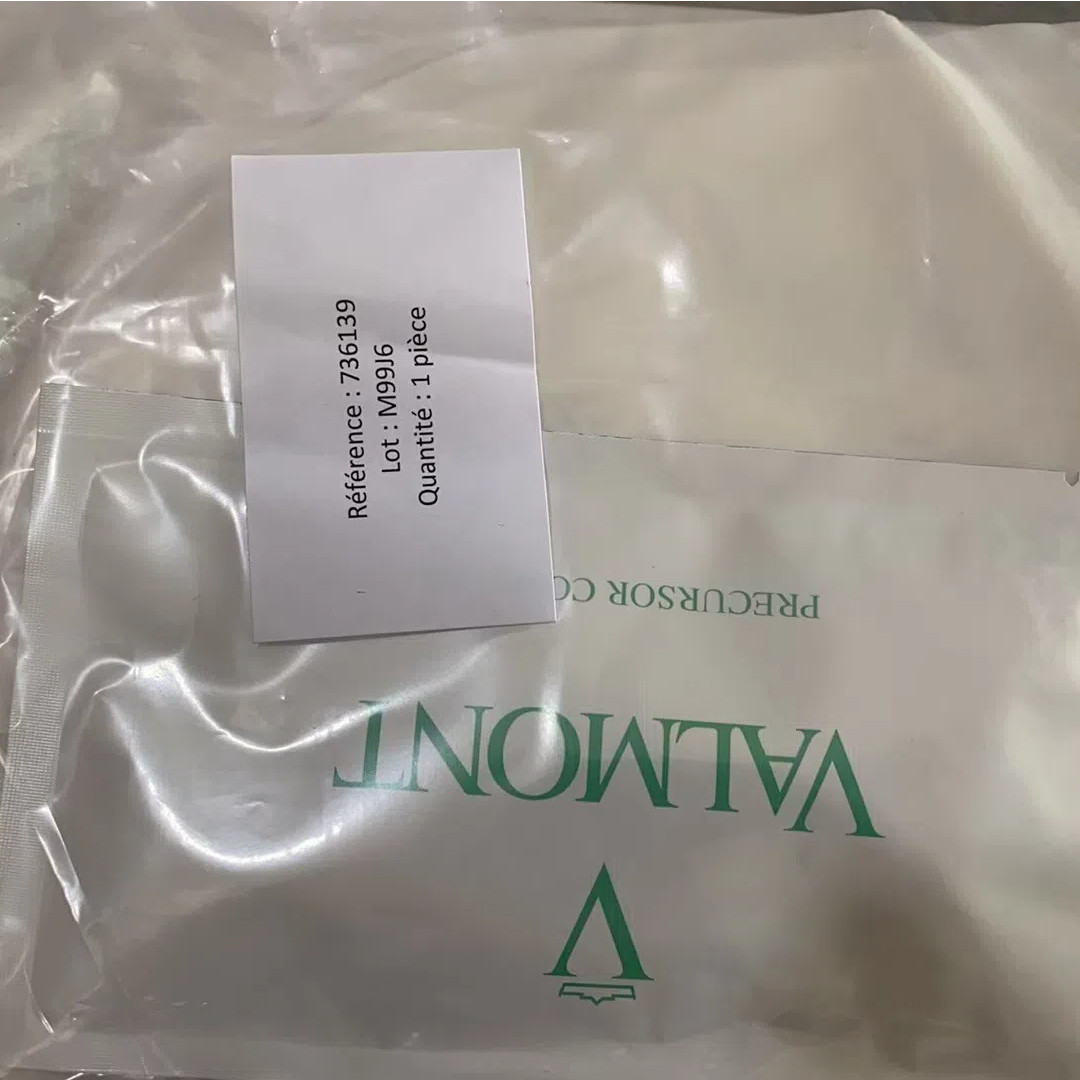 Référence : 736139
Lot : M99J6
Quantité : 1 pièce
V
VALMONT
PRECURSOR